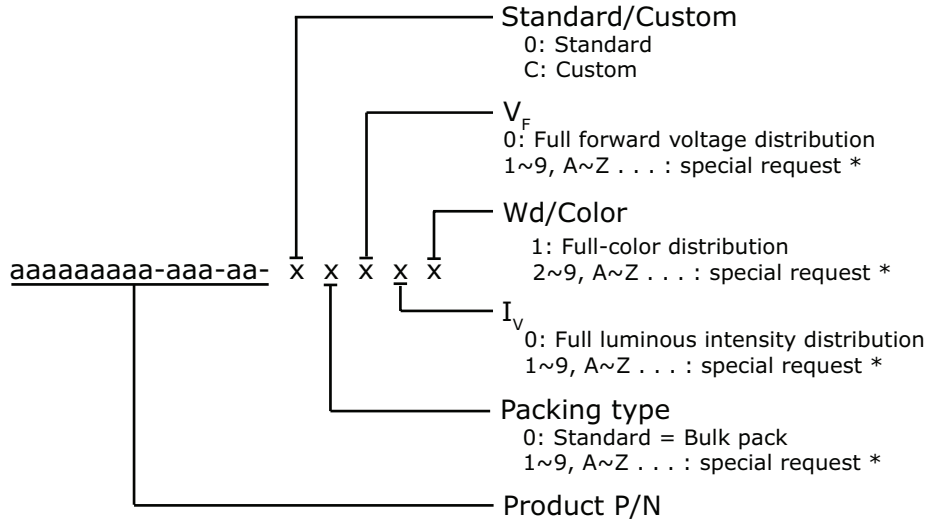 Standard/Custom
0: Standard
C: Custom
VF
0: Full forward voltage distribution
1~9, A~Z . . . : special request *
Wd/Color
1: Full-color distribution
2~9, A~Z . . . : special request *
aaaaaaaaa-aaa-aa- x x x x x
IV
0: Full luminous intensity distribution
1~9, A~Z . . . : special request *
Packing type
0: Standard = Bulk pack
1~9, A~Z . . . : special request *
Product P/N